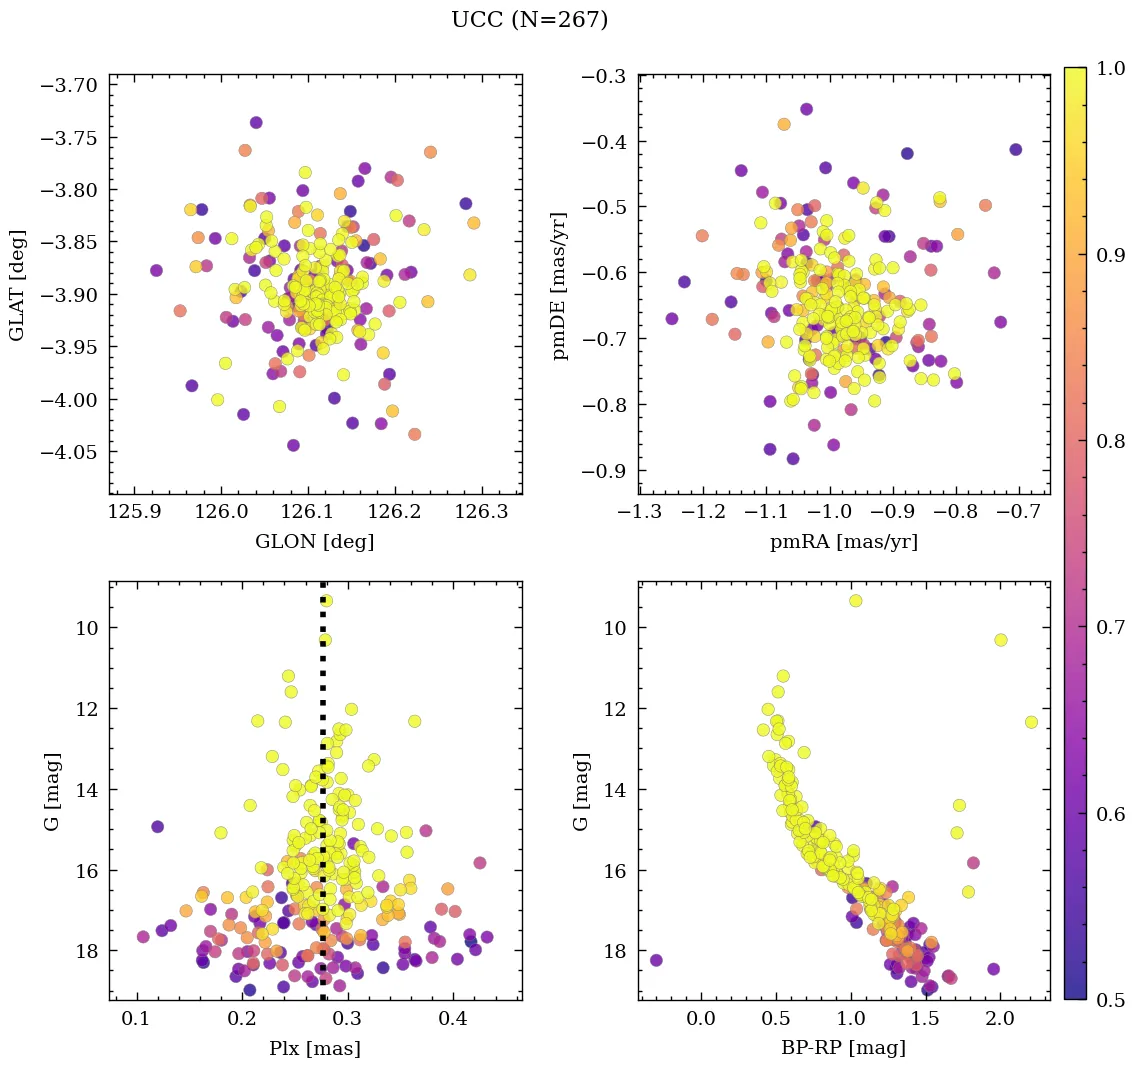 UCC (N=267)
−3.70
−3.75
−3.80
−3.85
−3.90
−3.95
−4.00
−4.05
GLAT [deg]
125.9 126.0 126.1 126.2 126.3
GLON [deg]
−0.3
−0.4
−0.5
−0.6
−0.7
−0.8
−0.9
pmDE [mas/yr]
−1.3 −1.2 −1.1 −1.0 −0.9 −0.8 −0.7
pmRA [mas/yr]
10
12
14
16
18
G [mag]
0.1 0.2 0.3 0.4
Plx [mas]
10
12
14
16
18
G [mag]
0.0 0.5 1.0 1.5 2.0
BP-RP [mag]
1.0
0.9
0.8
0.7
0.6
0.5